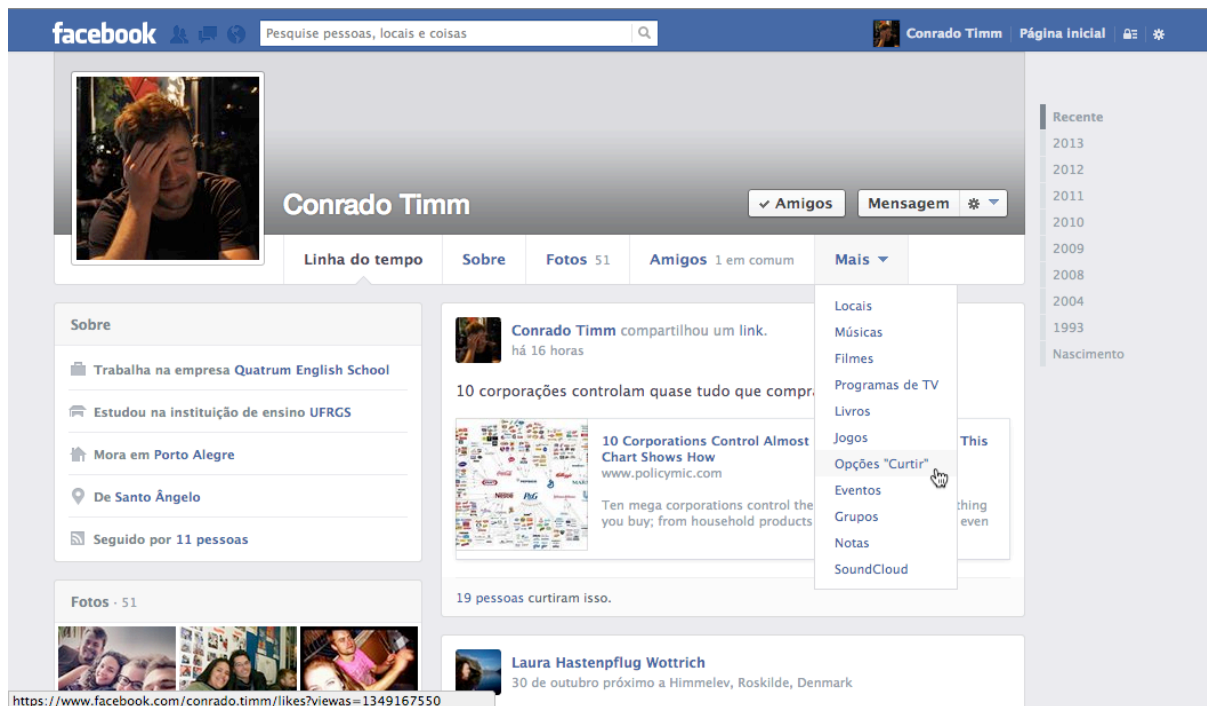 facebook
Pesquise pessoas, locais e coisas
Conrado Timm
Página inicial
Conrado Timm
✓ Amigos
Mensagem
Linha do tempo
Sobre
Fotos 51
Amigos 1 em comum
Mais
Locais
Músicas
Filmes
Programas de TV
Livros
Jogos
Opções "Curtir"
Eventos
Grupos
Notas
SoundCloud
Recente
2013
2012
2011
2010
2009
2008
2004
1993
Nascimento
Sobre
Trabalha na empresa Quatrum English School
Estudou na instituição de ensino UFRGS
Mora em Porto Alegre
De Santo Ângelo
Seguido por 11 pessoas
Fotos · 51
Conrado Timm compartilhou um link.
há 16 horas
10 corporações controlam quase tudo que
10 Corporations Control Almost This
Chart Shows How
www.policymic.com
Ten mega corporations control the
you buy; from household products even
Nestlé P&G
19 pessoas curtiram isso.
Laura Hastenpflug Wottrich
30 de outubro próximo a Himmelev, Roskilde, Denmark
https://www.facebook.com/conrado.timm/likes?viewas=1349167550